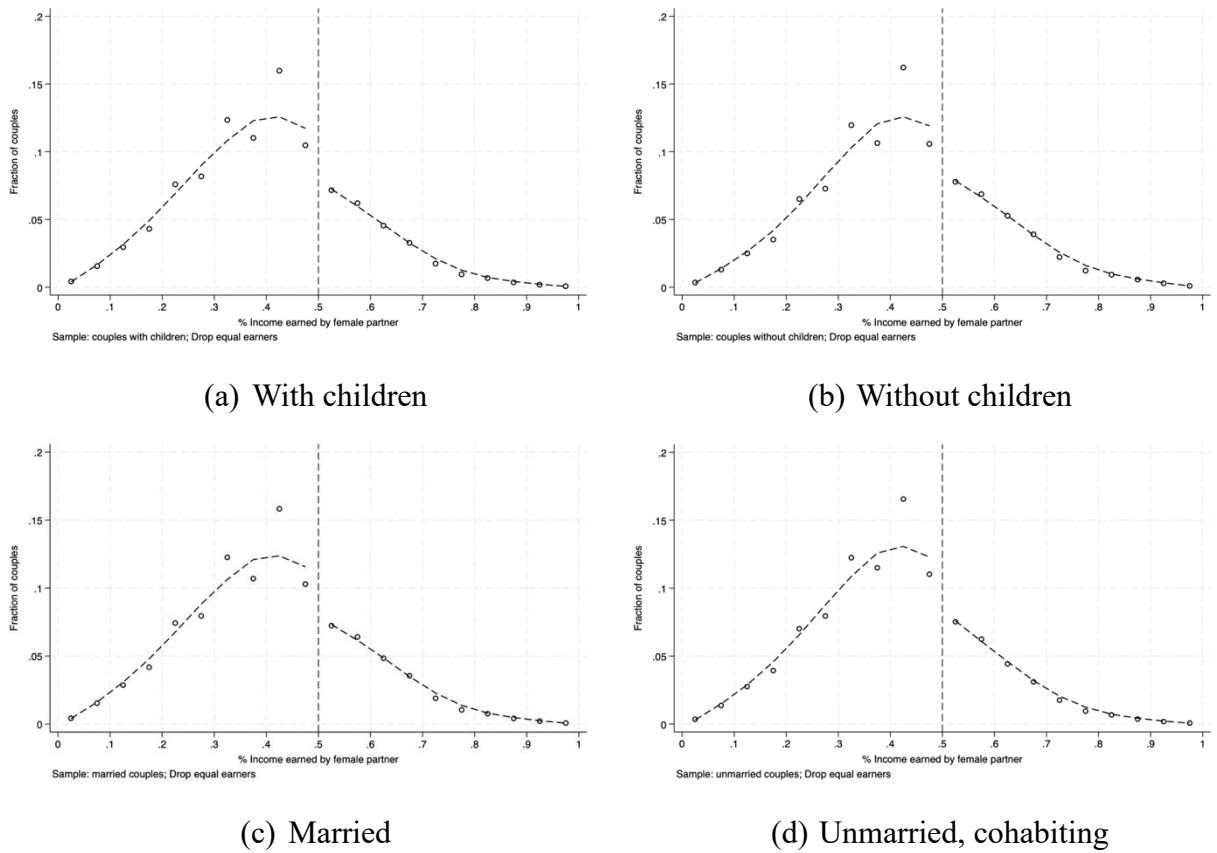 .2
.15
.1
.05
0
Fraction of couples
0 .1 .2 .3 .4 .5 .6 .7 .8 .9 1
% Income earned by female partner
Sample: couples with children; Drop equal earners
(a) With children
.2
.15
.1
.05
0
Fraction of couples
0 .1 .2 .3 .4 .5 .6 .7 .8 .9 1
% Income earned by female partner
Sample: couples without children; Drop equal earners
(b) Without children
.2
.15
.1
.05
0
Fraction of couples
0 .1 .2 .3 .4 .5 .6 .7 .8 .9 1
% Income earned by female partner
Sample: married couples; Drop equal earners
(c) Married
.2
.15
.1
.05
0
Fraction of couples
0 .1 .2 .3 .4 .5 .6 .7 .8 .9 1
% Income earned by female partner
Sample: unmarried couples; Drop equal earners
(d) Unmarried, cohabiting